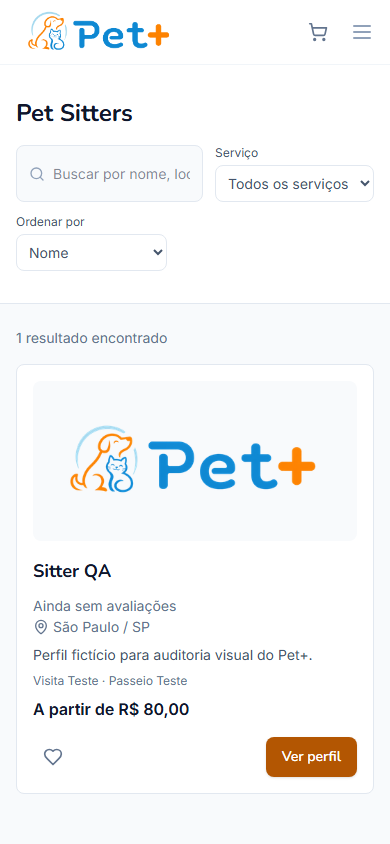 Pet+
Pet Sitters
Serviço
Buscar por nome, loc
Todos os serviços
Ordenar por
Nome
1 resultado encontrado
Pet+
Sitter QA
Ainda sem avaliações
São Paulo / SP
Perfil fictício para auditoria visual do Pet+.
Visita Teste · Passeio Teste
A partir de R$ 80,00
Ver perfil